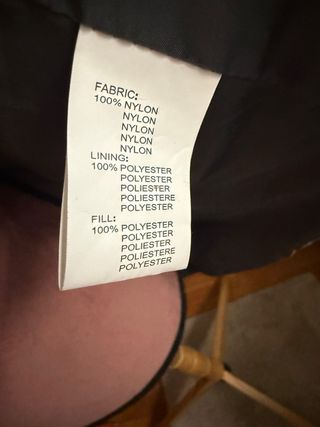 FABRIC:
100% NYLON
NYLON
NYLON
NYLON
NYLON
LINING:
100% POLYESTER
POLYESTER
POLIESTER
POLIESTERE
POLYESTER
FILL:
100% POLYESTER
POLYESTER
POLIESTER
POLIESTERE
POLYESTER